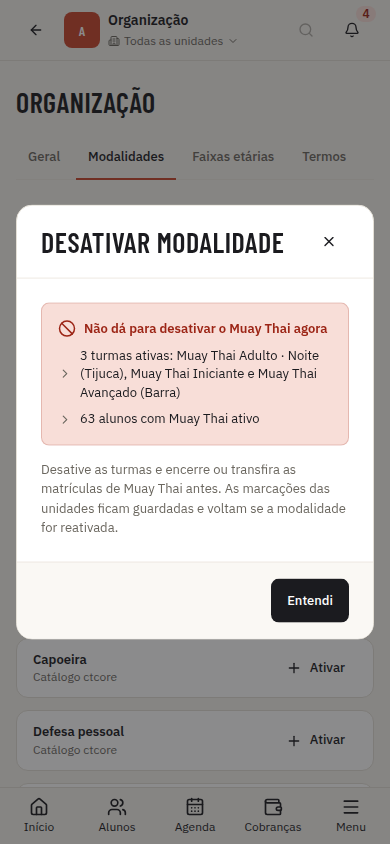 A
Organização
Todas as unidades
4
ORGANIZAÇÃO
Geral
Modalidades
Faixas etárias
Termos
DESATIVAR MODALIDADE
Não dá para desativar o Muay Thai agora
3 turmas ativas: Muay Thai Adulto · Noite
(Tijuca), Muay Thai Iniciante e Muay Thai
Avançado (Barra)
63 alunos com Muay Thai ativo
Desative as turmas e encerre ou transfira as
matrículas de Muay Thai antes. As marcações das
unidades ficam guardadas e voltam se a modalidade
for reativada.
Entendi
Capoeira
Catálogo ctcore
Ativar
Defesa pessoal
Catálogo ctcore
Ativar
Início
Alunos
Agenda
Cobranças
Menu